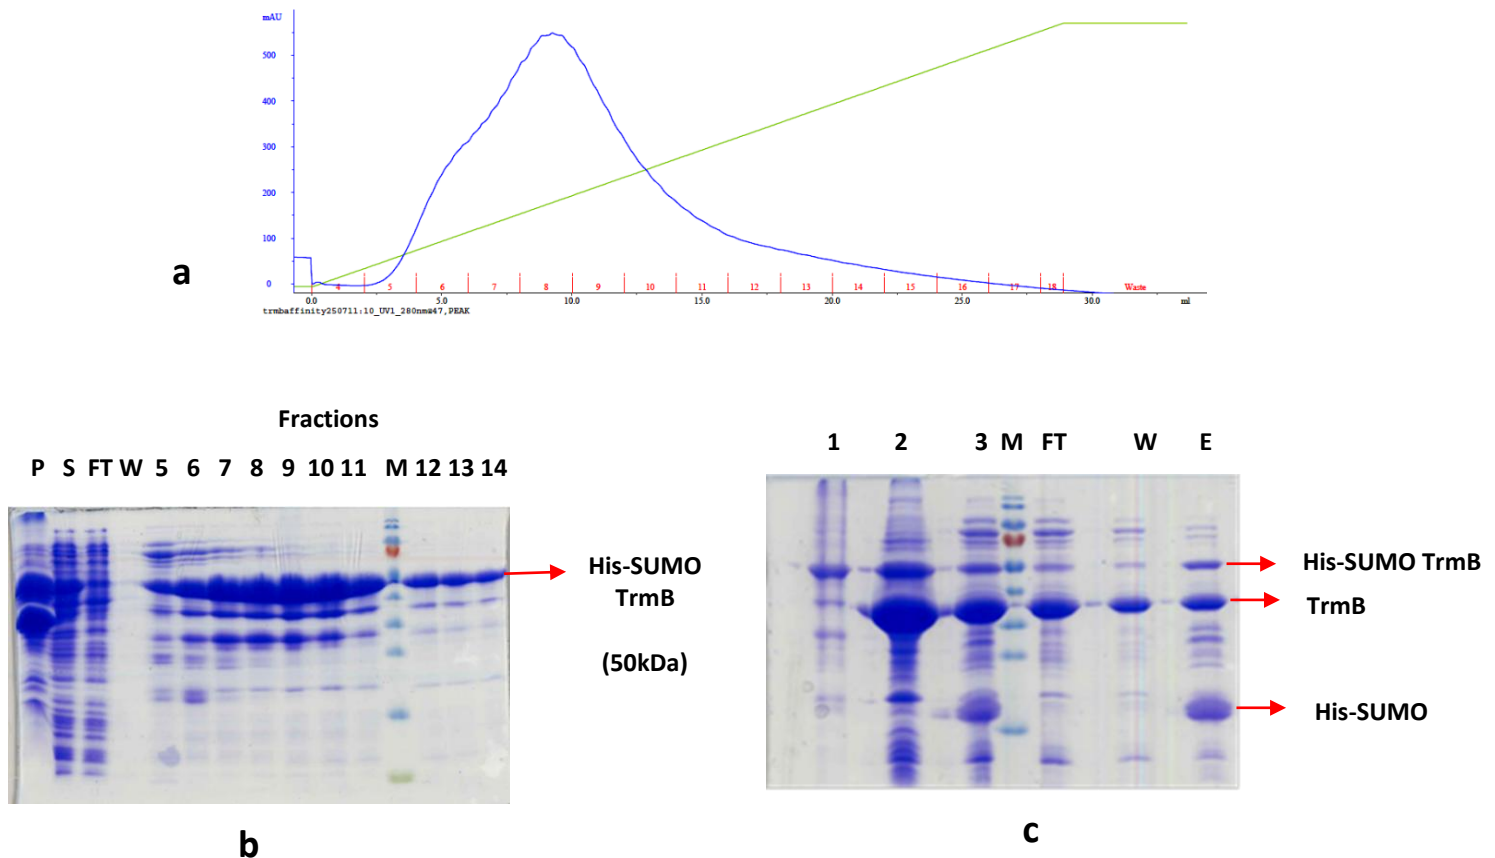 mAU
500
400
300
200
100
0
4 5 6 7 8 9 10 11 12 13 14 15 16 17 18 Waste
0.0 5.0 10.0 15.0 20.0 25.0 30.0 ml
trmbaffinity250711:10_UV1_280nm#47,PEAK
a
Fractions
P S FT W 5 6 7 8 9 10 11 M 12 13 14
His-SUMO
TrmB
(50kDa)
b
1 2 3 M FT W E
His-SUMO TrmB
TrmB
His-SUMO
c